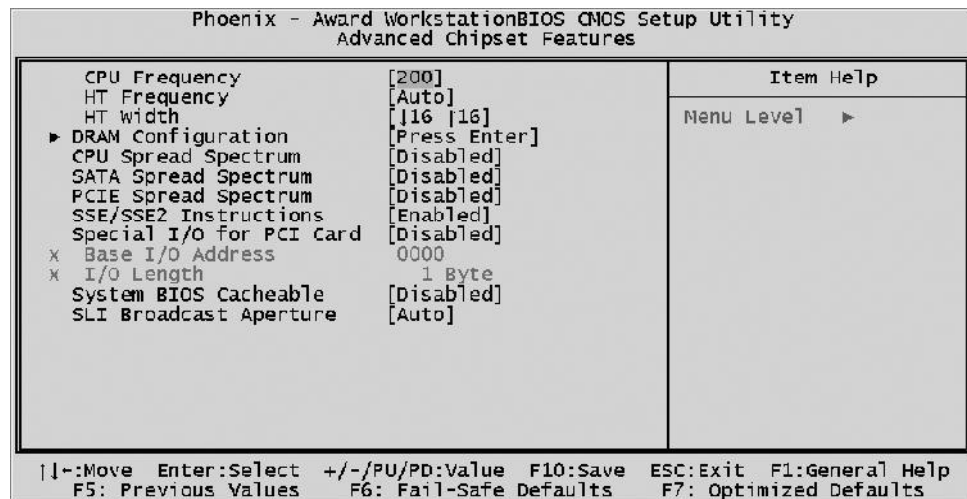 Phoenix - Award WorkstationBIOS CMOS Setup Utility
Advanced Chipset Features
CPU Frequency [200]
HT Frequency [Auto]
HT Width [↓16 ↑16]
► DRAM Configuration [Press Enter]
CPU Spread Spectrum [Disabled]
SATA Spread Spectrum [Disabled]
PCIE Spread Spectrum [Disabled]
SSE/SSE2 Instructions [Enabled]
Special I/O for PCI Card [Disabled]
x Base I/O Address 0000
x I/O Length 1 Byte
System BIOS Cacheable [Disabled]
SLI Broadcast Aperture [Auto]
Item Help
Menu Level ►
↑↓←:Move Enter:Select +/-/PU/PD:Value F10:Save ESC:Exit F1:General Help
F5: Previous Values F6: Fail-Safe Defaults F7: Optimized Defaults